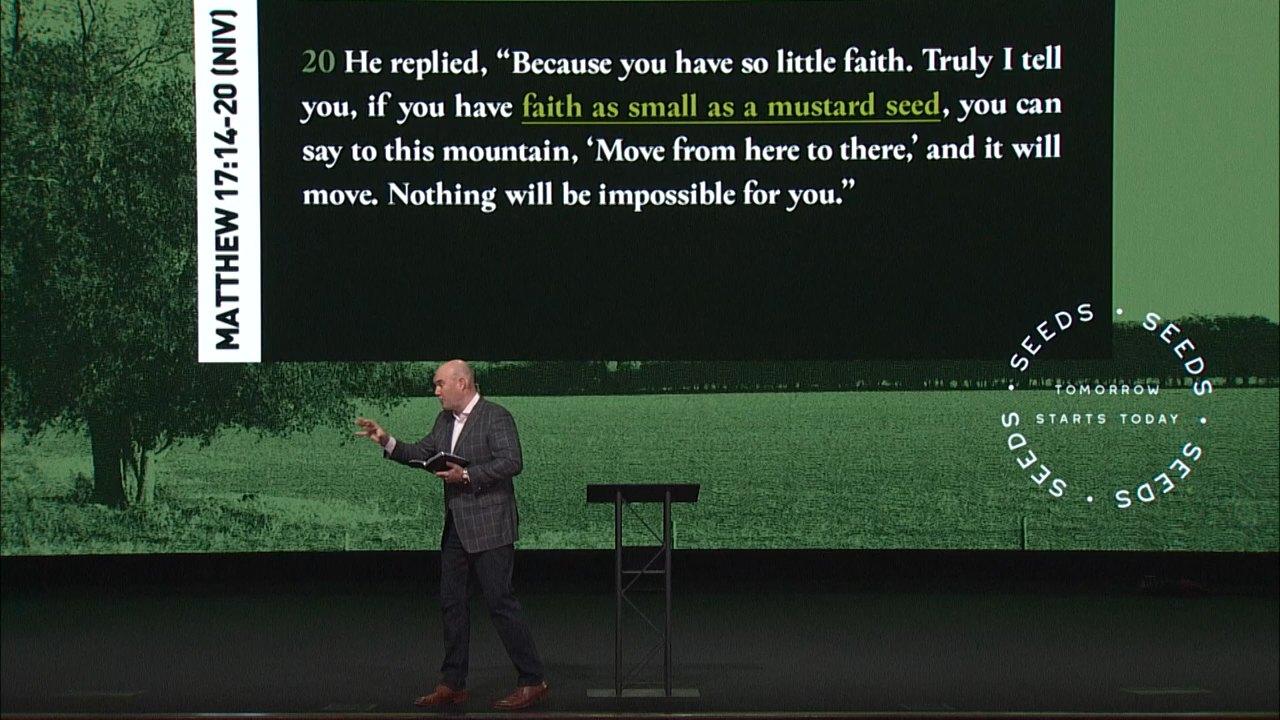 MATTHEW 17:14-20 (NIV)
20 He replied, “Because you have so little faith. Truly I tell
you, if you have faith as small as a mustard seed, you can
say to this mountain, ‘Move from here to there,’ and it will
move. Nothing will be impossible for you.”
SEEDS · SEEDS · SEEDS · SEEDS ·
TOMORROW
STARTS TODAY